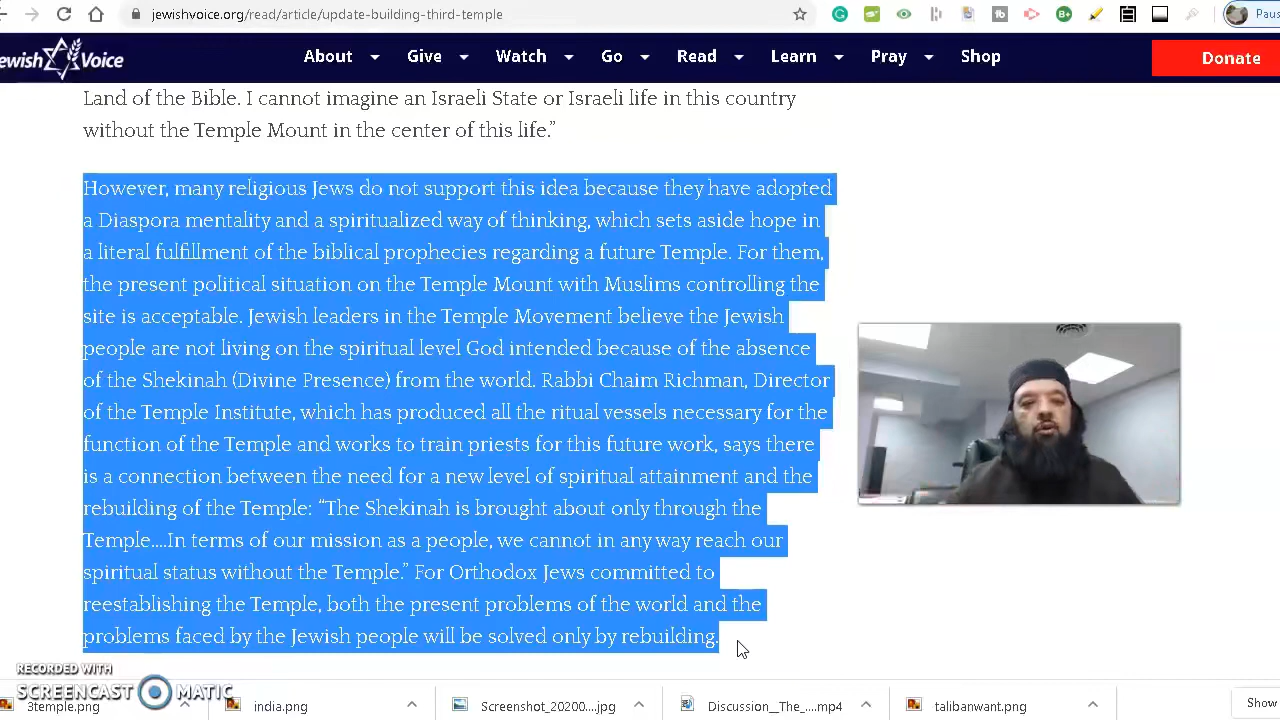 jewishvoice.org/read/article/update-building-third-temple
Paus
ewish Voice
About Give Watch Go Read Learn Pray Shop Donate
Land of the Bible. I cannot imagine an Israeli State or Israeli life in this country
without the Temple Mount in the center of this life.”
However, many religious Jews do not support this idea because they have adopted
a Diaspora mentality and a spiritualized way of thinking, which sets aside hope in
a literal fulfillment of the biblical prophecies regarding a future Temple. For them,
the present political situation on the Temple Mount with Muslims controlling the
site is acceptable. Jewish leaders in the Temple Movement believe the Jewish
people are not living on the spiritual level God intended because of the absence
of the Shekinah (Divine Presence) from the world. Rabbi Chaim Richman, Director
of the Temple Institute, which has produced all the ritual vessels necessary for the
function of the Temple and works to train priests for this future work, says there
is a connection between the need for a new level of spiritual attainment and the
rebuilding of the Temple: “The Shekinah is brought about only through the
Temple....In terms of our mission as a people, we cannot in any way reach our
spiritual status without the Temple.” For Orthodox Jews committed to
reestablishing the Temple, both the present problems of the world and the
problems faced by the Jewish people will be solved only by rebuilding.
RECORDED WITH
SCREENCAST MATIC
3temple.png india.png Screenshot_20200....jpg Discussion__The_....mp4 talibanwant.png Show